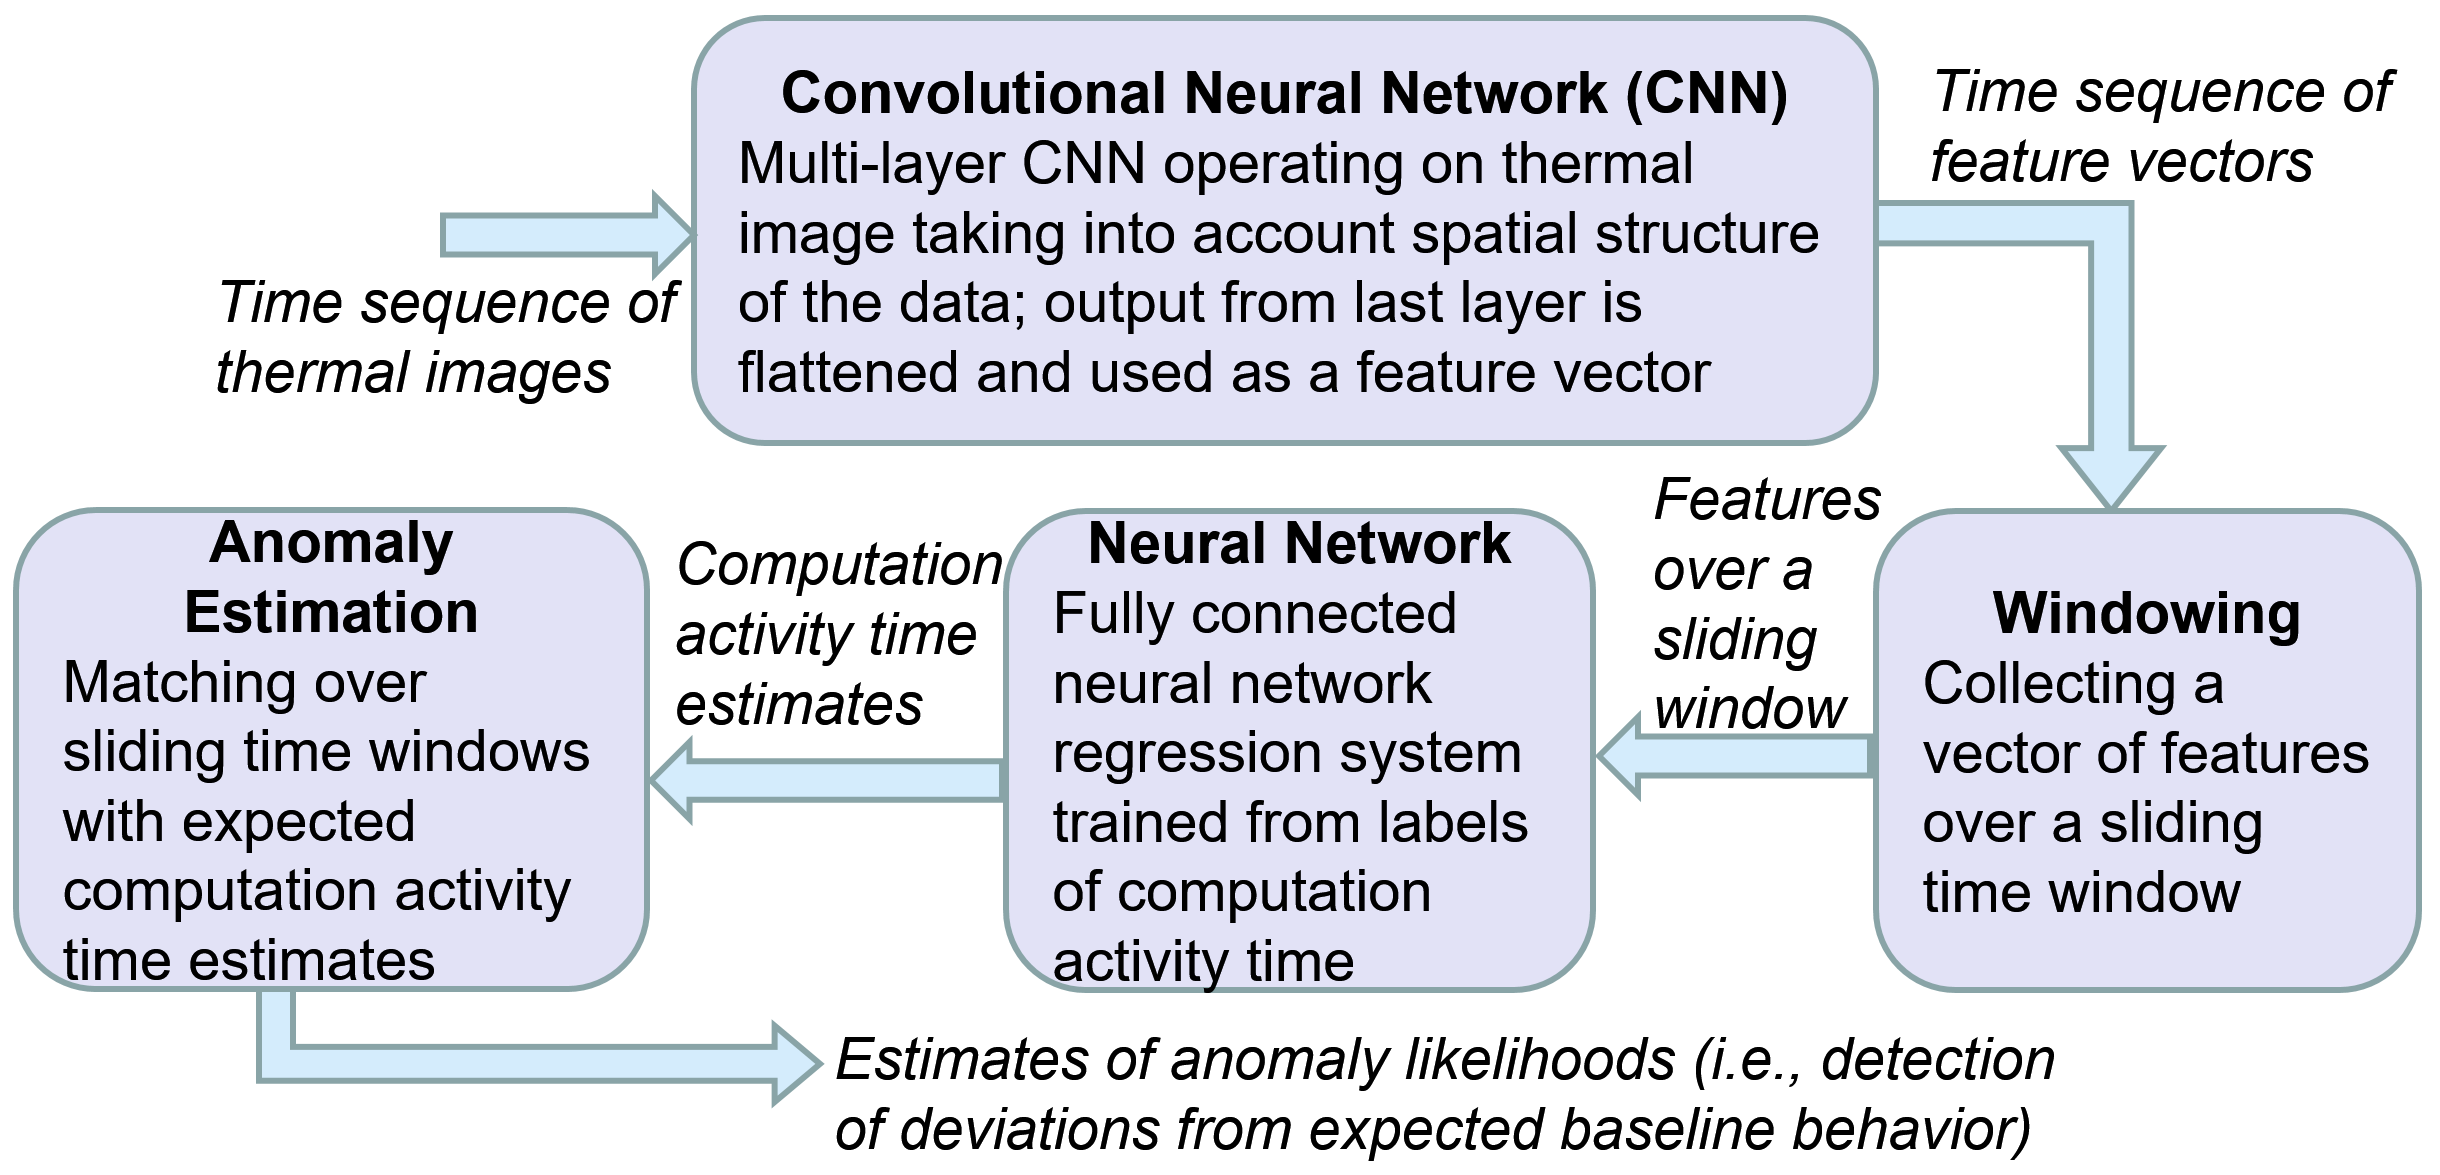 Convolutional Neural Network (CNN)
Multi-layer CNN operating on thermal
image taking into account spatial structure
of the data; output from last layer is
flattened and used as a feature vector
Time sequence of
thermal images
Time sequence of
feature vectors
Windowing
Collecting a
vector of features
over a sliding
time window
Features
over a
sliding
window
Neural Network
Fully connected
neural network
regression system
trained from labels
of computation
activity time
Computation
activity time
estimates
Anomaly
Estimation
Matching over
sliding time windows
with expected
computation activity
time estimates
Estimates of anomaly likelihoods (i.e., detection
of deviations from expected baseline behavior)